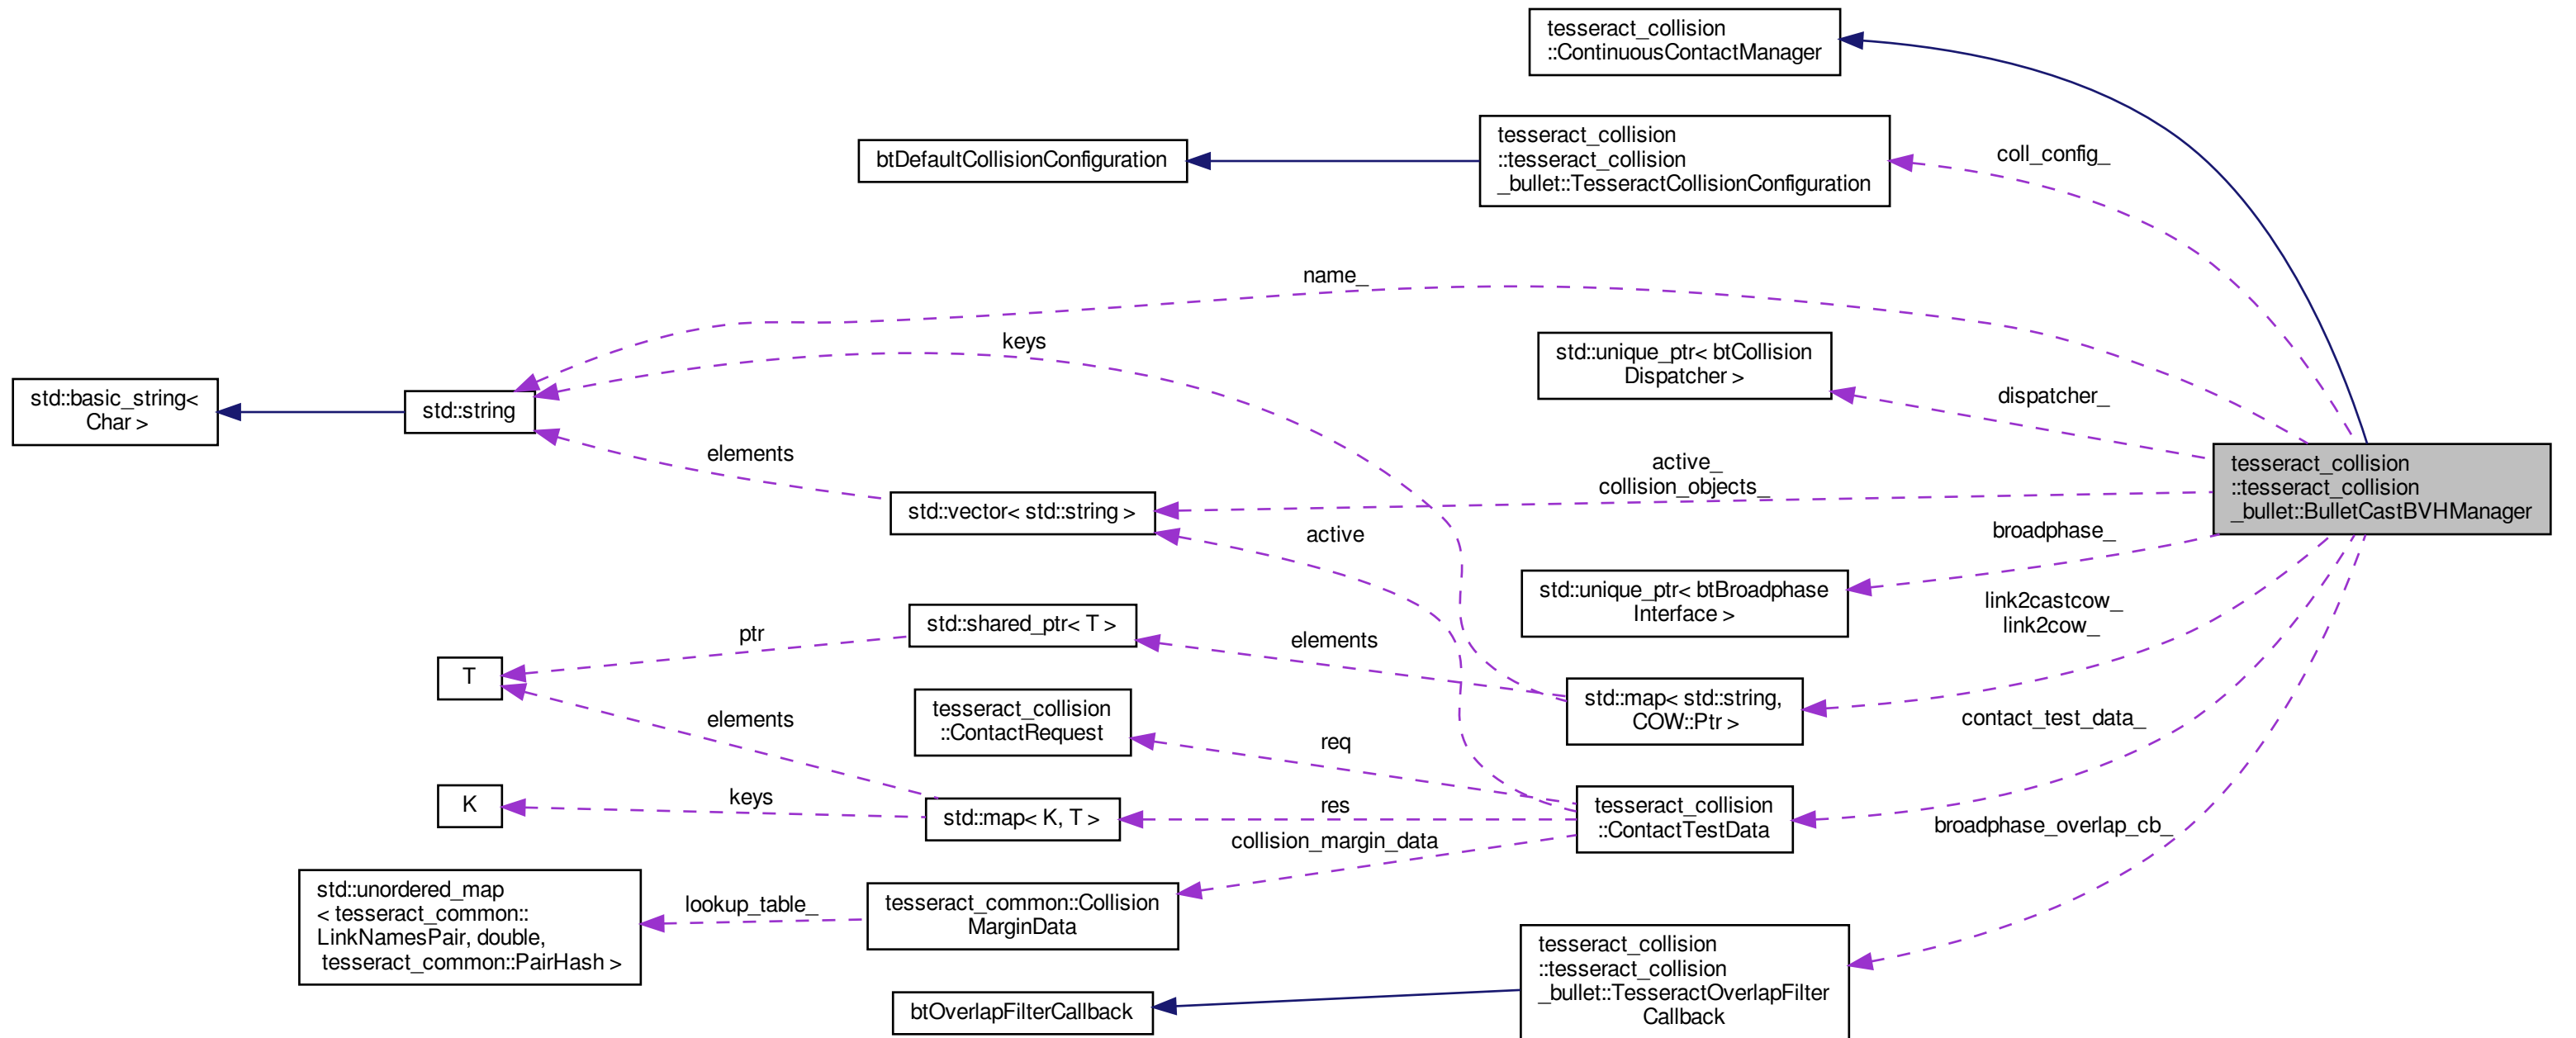 tesseract_collision
::ContinuousContactManager
tesseract_collision
::tesseract_collision
_bullet::TesseractCollisionConfiguration
btDefaultCollisionConfiguration
coll_config_
name_
keys
std::unique_ptr< btCollision
Dispatcher >
dispatcher_
std::basic_string<
Char >
std::string
elements
active_
collision_objects_
tesseract_collision
::tesseract_collision
_bullet::BulletCastBVHManager
std::vector< std::string >
active
broadphase_
std::unique_ptr< btBroadphase
Interface >
link2castcow_
link2cow_
std::shared_ptr< T >
ptr
elements
T
std::map< std::string,
COW::Ptr >
tesseract_collision
::ContactRequest
elements
req
contact_test_data_
K
keys
std::map< K, T >
res
tesseract_collision
::ContactTestData
collision_margin_data
broadphase_overlap_cb_
std::unordered_map
< tesseract_common::
LinkNamesPair, double,
tesseract_common::PairHash >
lookup_table_
tesseract_common::Collision
MarginData
tesseract_collision
::tesseract_collision
_bullet::TesseractOverlapFilter
Callback
btOverlapFilterCallback